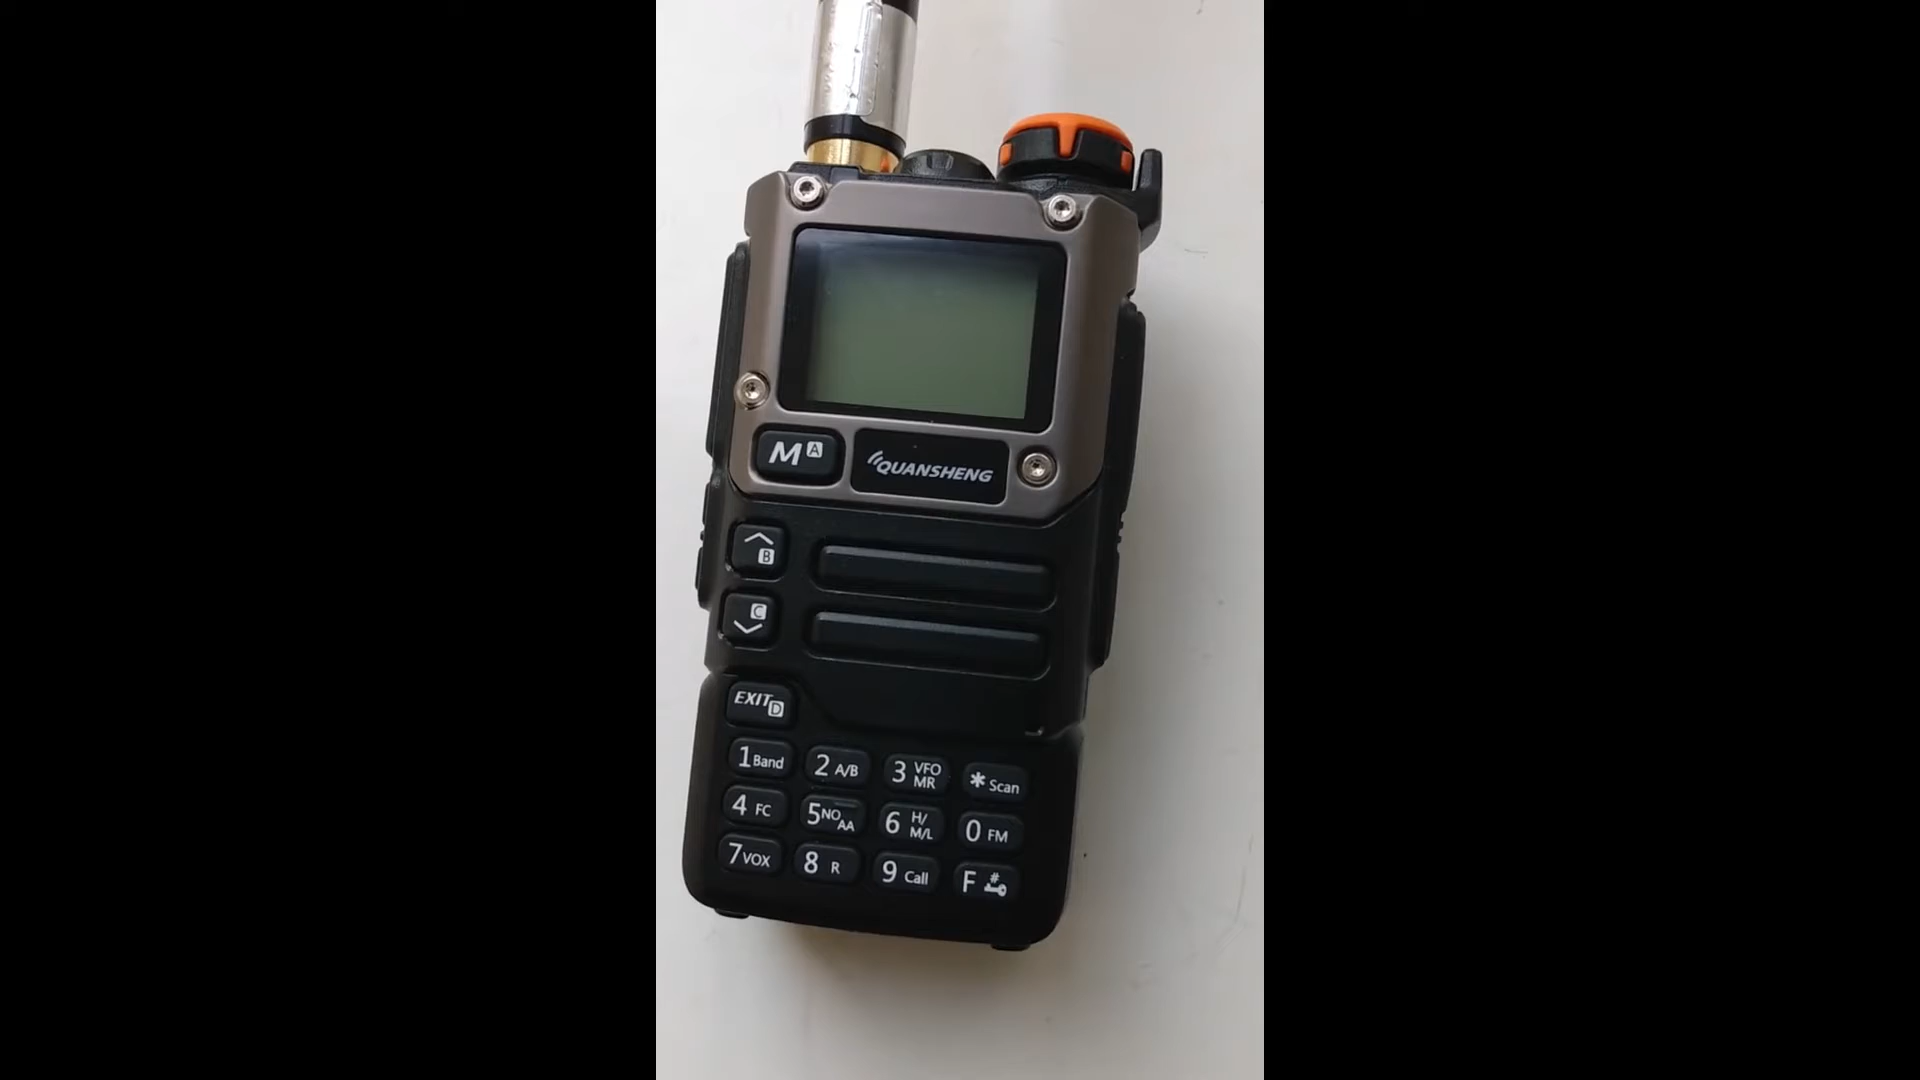 M A
QUANSHENG
B
C
EXIT D
1 Band 2 A/B 3 VFO MR * Scan
4 FC 5 NO AA 6 H/ M/L 0 FM
7 VOX 8 R 9 Call F #